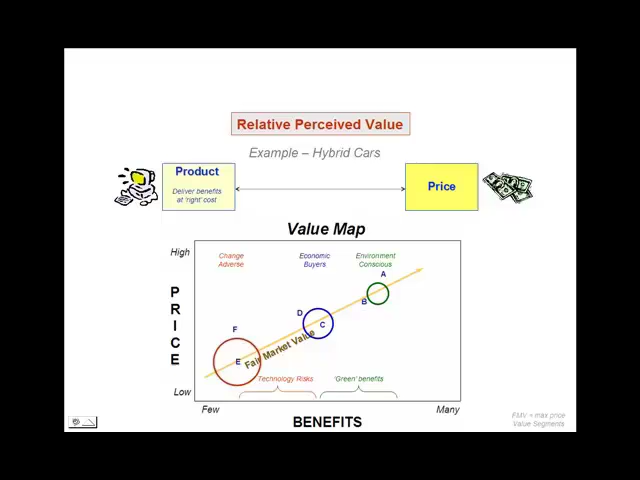 Relative Perceived Value
Example – Hybrid Cars
Product
Deliver benefits
at 'right' cost
Price
Value Map
High
Change
Adverse
Economic
Buyers
Environment
Conscious
A
B
P
R
I
C
E
D
C
F
E
Fair Market Value
Technology Risks
'Green' benefits
Low
Few
Many
BENEFITS
FMV = max price
Value Segments